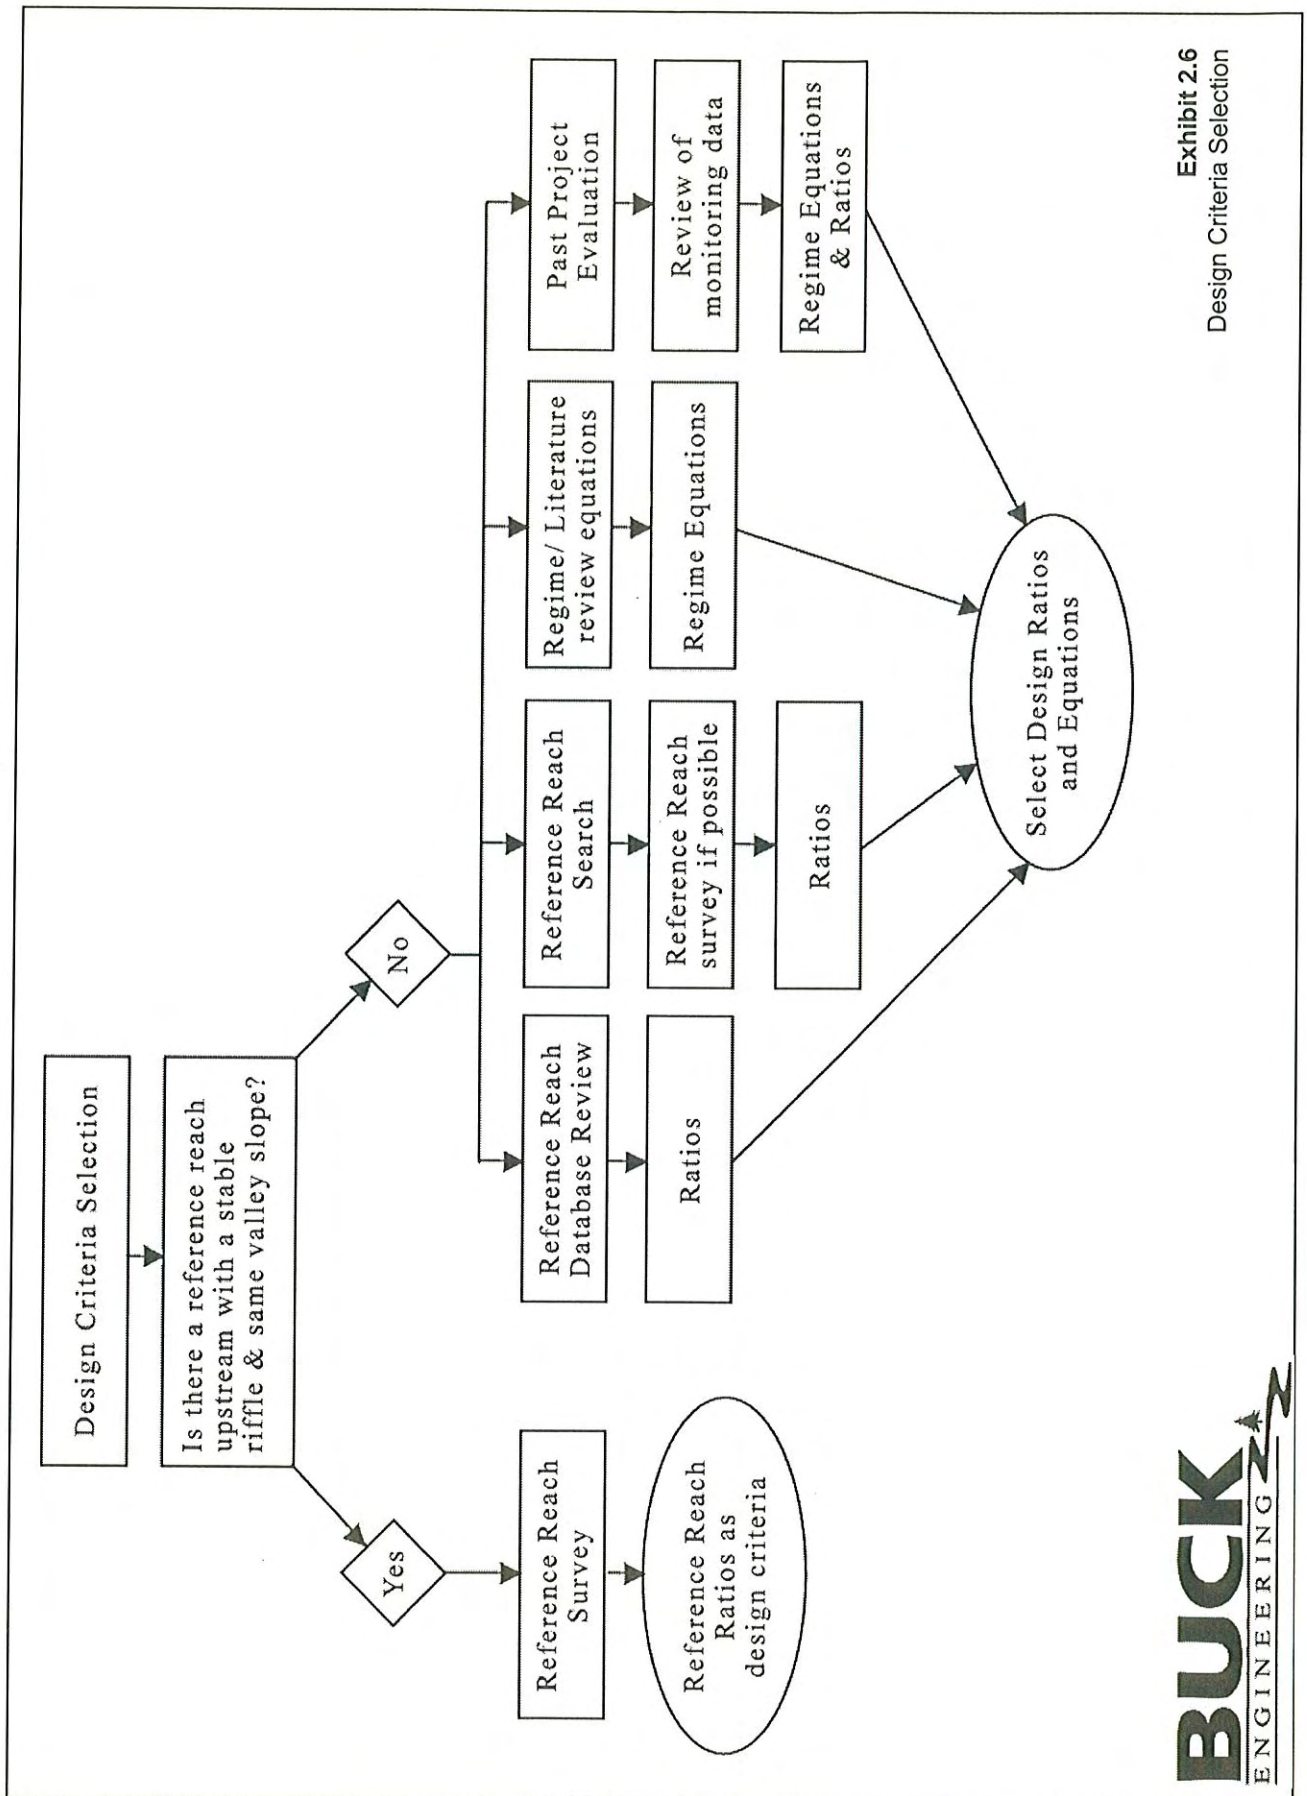 Design Criteria Selection
Is there a reference reach
upstream with a stable
riffle & same valley slope?
Yes
No
Reference Reach
Survey
Reference Reach
Ratios as
design criteria
Reference Reach
Database Review
Ratios
Reference Reach
Search
Reference Reach
survey if possible
Ratios
Regime/ Literature
review equations
Regime Equations
Past Project
Evaluation
Review of
monitoring data
Regime Equations
& Ratios
Select Design Ratios
and Equations
BUCK
ENGINEERING
Exhibit 2.6
Design Criteria Selection